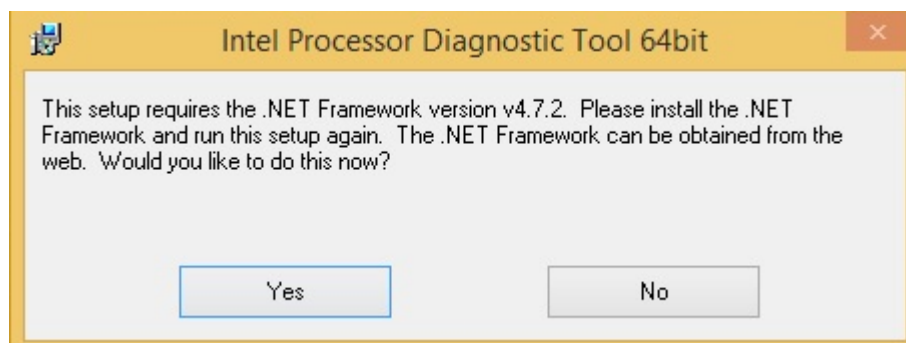 Intel Processor Diagnostic Tool 64bit
This setup requires the .NET Framework version v4.7.2.  Please install the .NET
Framework and run this setup again.  The .NET Framework can be obtained from the
web.  Would you like to do this now?
Yes
No